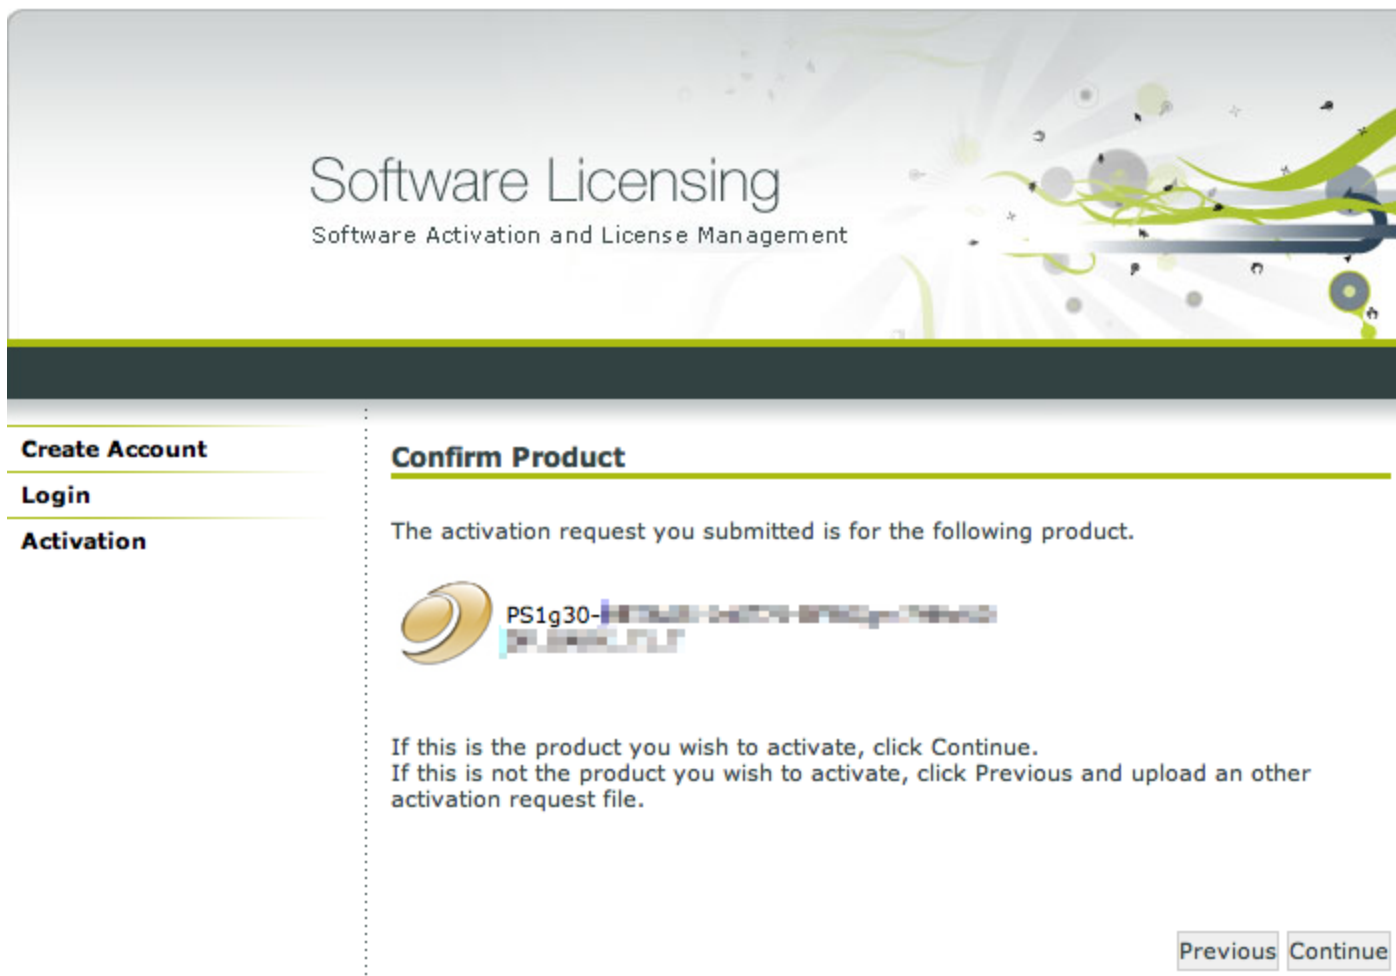 Software Licensing
Software Activation and License Management
Create Account
Login
Activation
Confirm Product
The activation request you submitted is for the following product.
PS1g30-
If this is the product you wish to activate, click Continue.
If this is not the product you wish to activate, click Previous and upload an other
activation request file.
Previous Continue